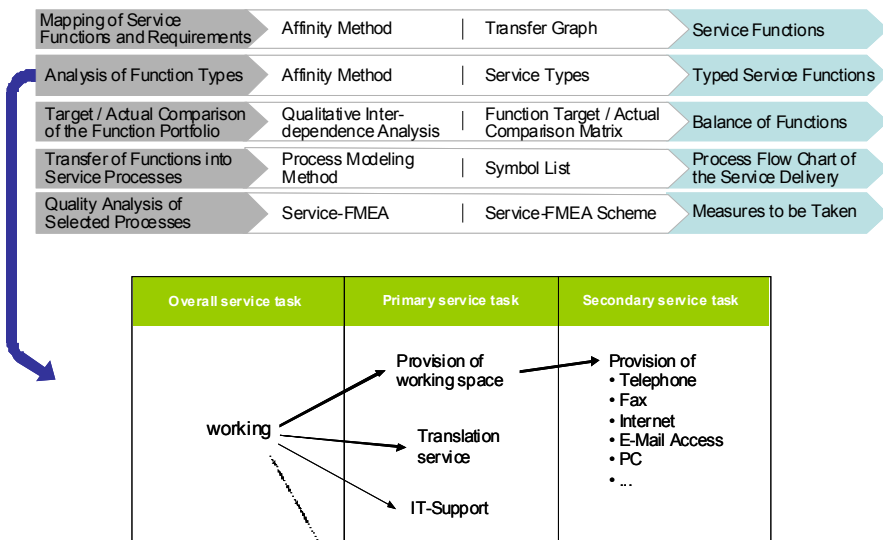 Mapping of Service
Functions and Requirements
Affinity Method | Transfer Graph
Service Functions
Analysis of Function Types
Affinity Method | Service Types
Typed Service Functions
Target / Actual Comparison
of the Function Portfolio
Qualitative Inter-
dependence Analysis
| Function Target / Actual
Comparison Matrix
Balance of Functions
Transfer of Functions into
Service Processes
Process Modeling
Method
| Symbol List
Process Flow Chart of
the Service Delivery
Quality Analysis of
Selected Processes
Service-FMEA | Service-FMEA Scheme
Measures to be Taken
Overall service task
Primary service task
Secondary service task
working
Provision of
working space
Translation
service
IT-Support
Provision of
• Telephone
• Fax
• Internet
• E-Mail Access
• PC
• ...